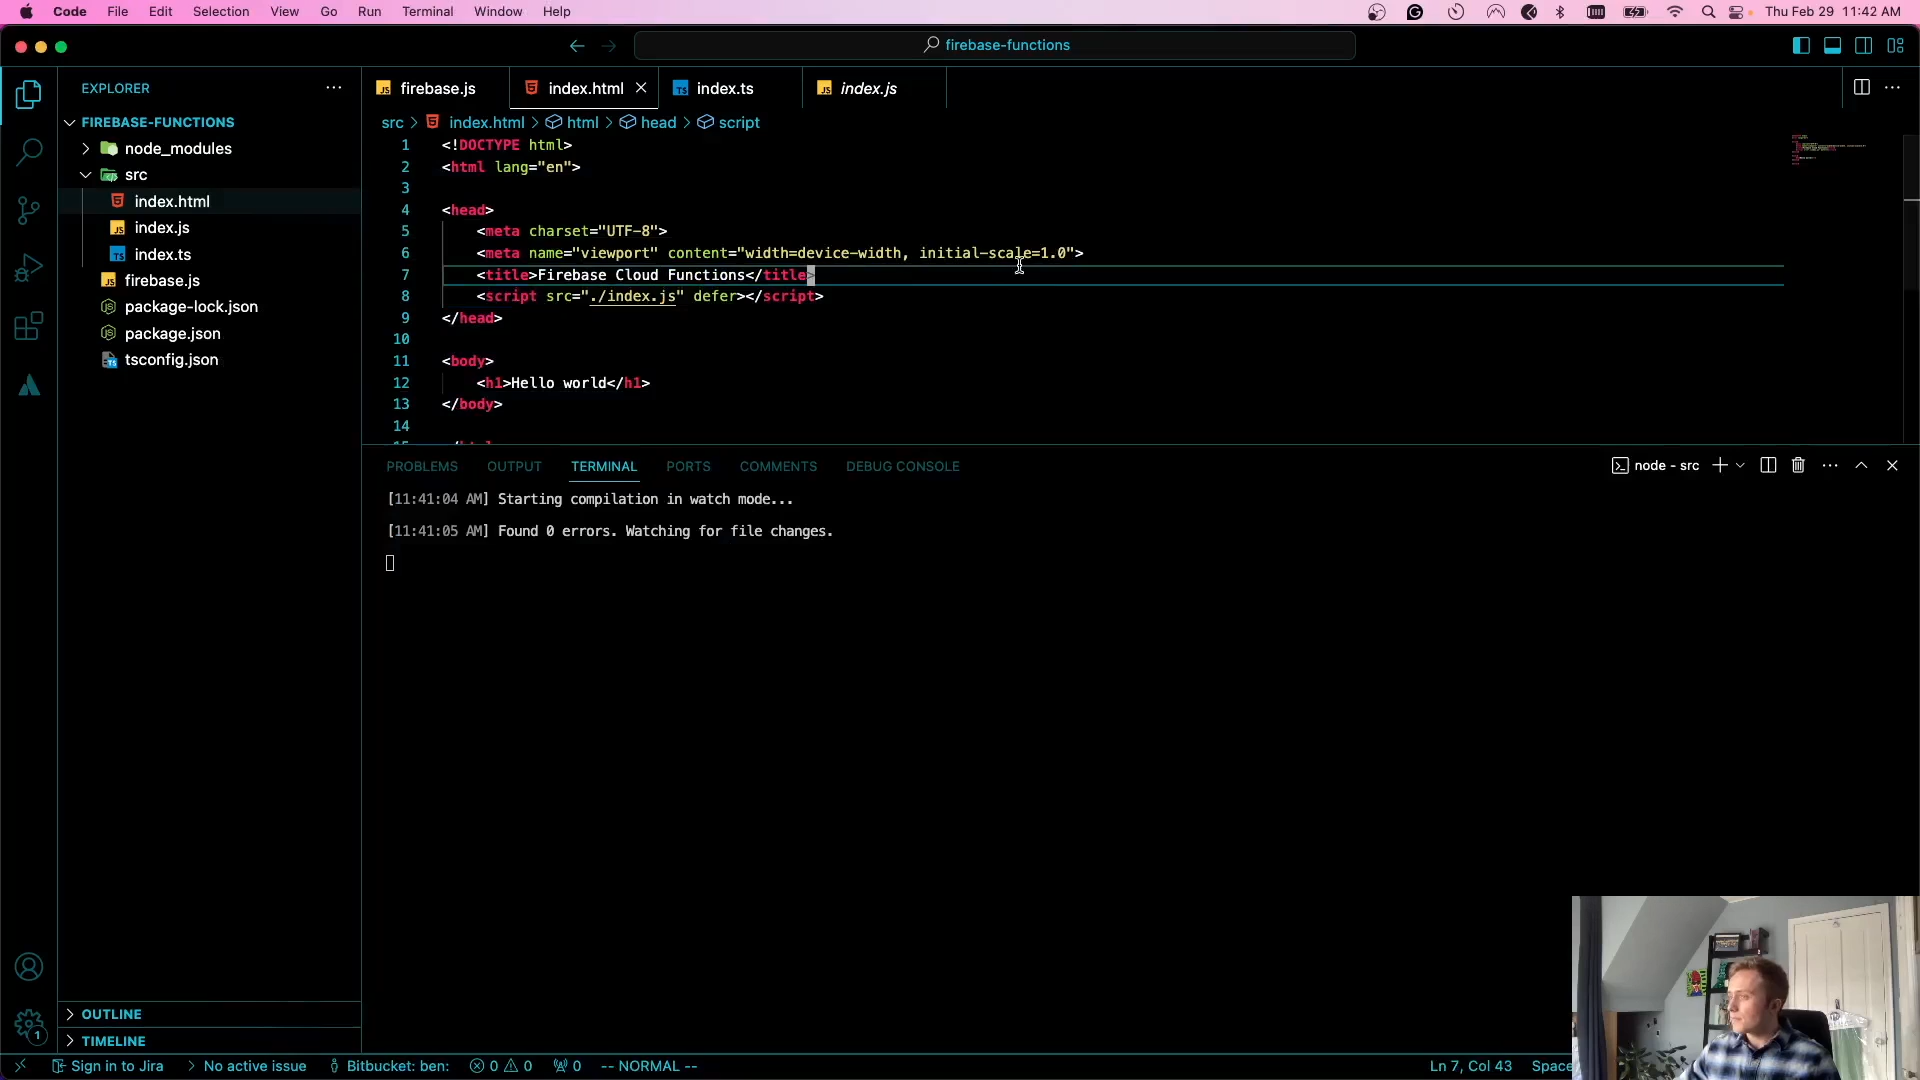 Code File Edit Selection View Go Run Terminal Window Help Thu Feb 29 11:42 AM
firebase-functions
EXPLORER
FIREBASE-FUNCTIONS
node_modules
src
index.html
index.js
index.ts
firebase.js
package-lock.json
package.json
tsconfig.json
OUTLINE
TIMELINE
firebase.js index.html index.ts index.js
src > index.html > html > head > script
1 <!DOCTYPE html>
2 <html lang="en">
3
4 <head>
5 <meta charset="UTF-8">
6 <meta name="viewport" content="width=device-width, initial-scale=1.0">
7 <title>Firebase Cloud Functions</title>
8 <script src="./index.js" defer></script>
9 </head>
10
11 <body>
12 <h1>Hello world</h1>
13 </body>
14
PROBLEMS OUTPUT TERMINAL PORTS COMMENTS DEBUG CONSOLE node - src
[11:41:04 AM] Starting compilation in watch mode...
[11:41:05 AM] Found 0 errors. Watching for file changes.
1
Sign in to Jira No active issue Bitbucket: ben: 0 0 0 -- NORMAL -- Ln 7, Col 43